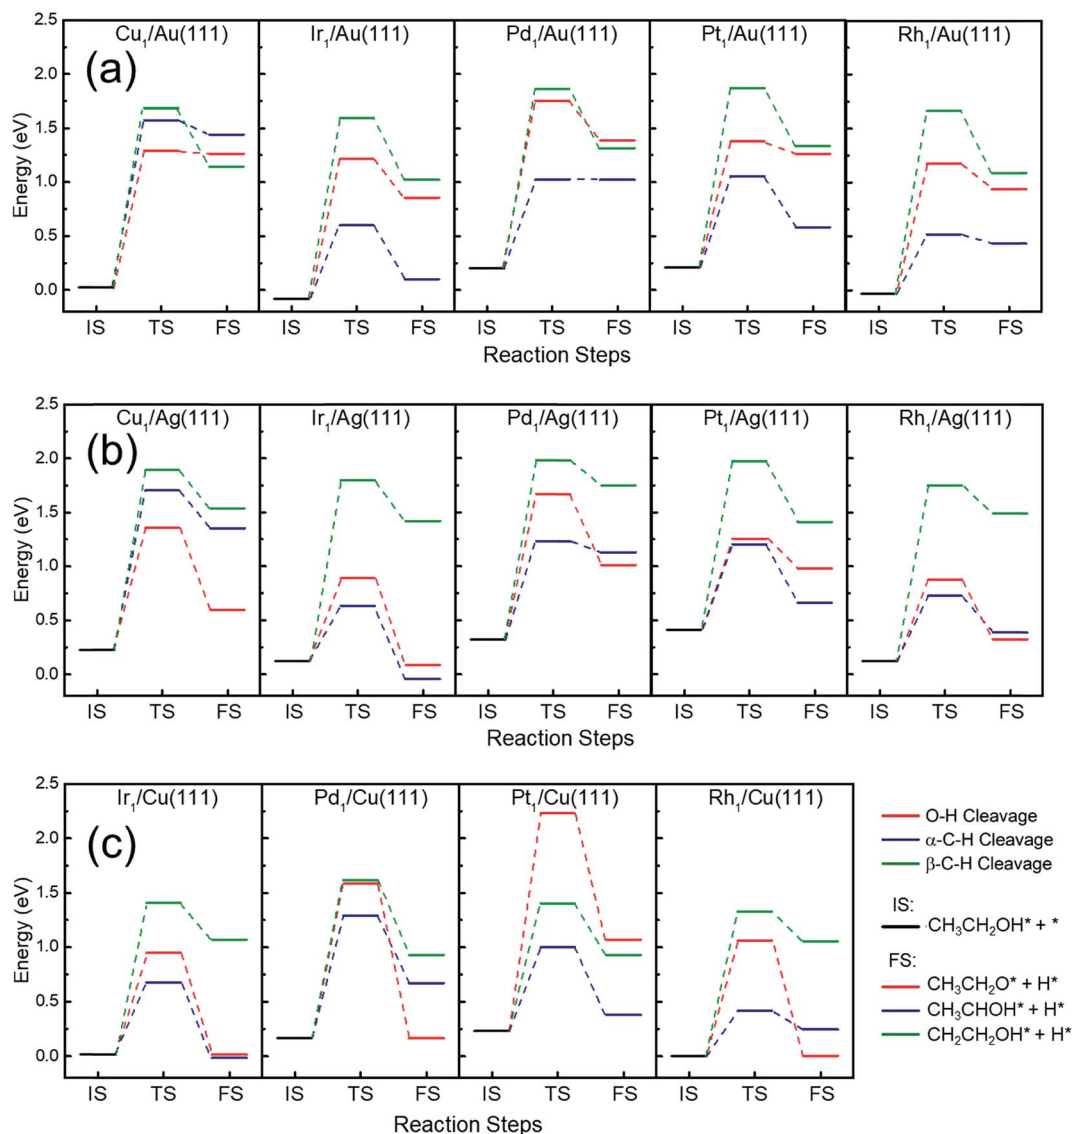 Cu₁/Au(111) Ir₁/Au(111) Pd₁/Au(111) Pt₁/Au(111) Rh₁/Au(111)
(a)
Energy (eV)
2.5
2.0
1.5
1.0
0.5
0.0
IS TS FS IS TS FS IS TS FS IS TS FS IS TS FS
Reaction Steps
Cu₁/Ag(111) Ir₁/Ag(111) Pd₁/Ag(111) Pt₁/Ag(111) Rh₁/Ag(111)
(b)
Energy (eV)
2.5
2.0
1.5
1.0
0.5
0.0
IS TS FS IS TS FS IS TS FS IS TS FS IS TS FS
Reaction Steps
Ir₁/Cu(111) Pd₁/Cu(111) Pt₁/Cu(111) Rh₁/Cu(111)
(c)
Energy (eV)
2.5
2.0
1.5
1.0
0.5
0.0
IS TS FS IS TS FS IS TS FS IS TS FS
Reaction Steps
O-H Cleavage
α-C-H Cleavage
β-C-H Cleavage
IS:
CH₃CH₂OH* + *
FS:
CH₃CH₂O* + H*
CH₃CHOH* + H*
CH₂CH₂OH* + H*